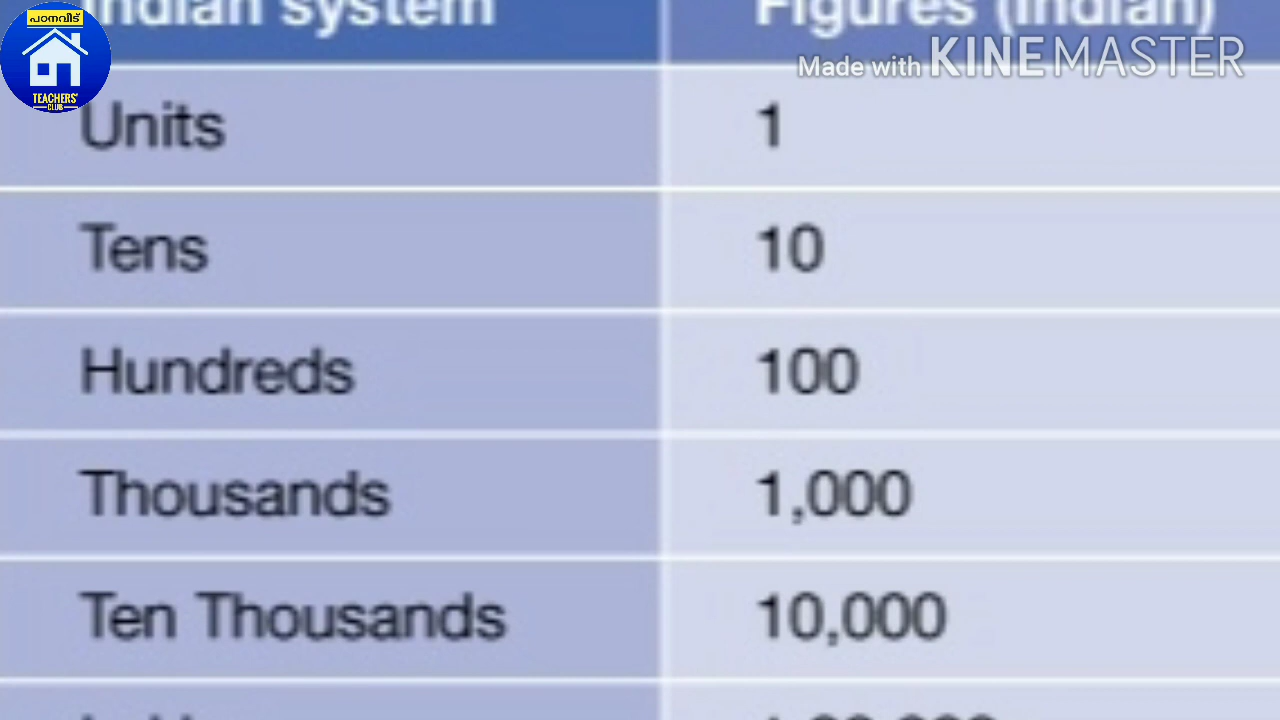 പഠനവീട്
TEACHERS'
CLUB
Indian system Figures (Indian)
Made with KINEMASTER
Units 1
Tens 10
Hundreds 100
Thousands 1,000
Ten Thousands 10,000